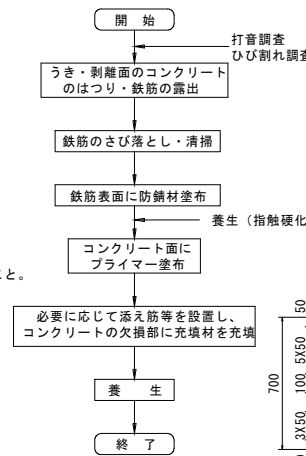 開　始
打音調査
ひび割れ調査
うき・剥離面のコンクリート
のはつり・鉄筋の露出
鉄筋のさび落とし・清掃
鉄筋表面に防錆材塗布
養生（指触硬化
コンクリート面に
プライマー塗布
こと。
必要に応じて添え筋等を設置し、
コンクリートの欠損部に充填材を充填
養　生
終　了
700
3X50
100
5X50
50